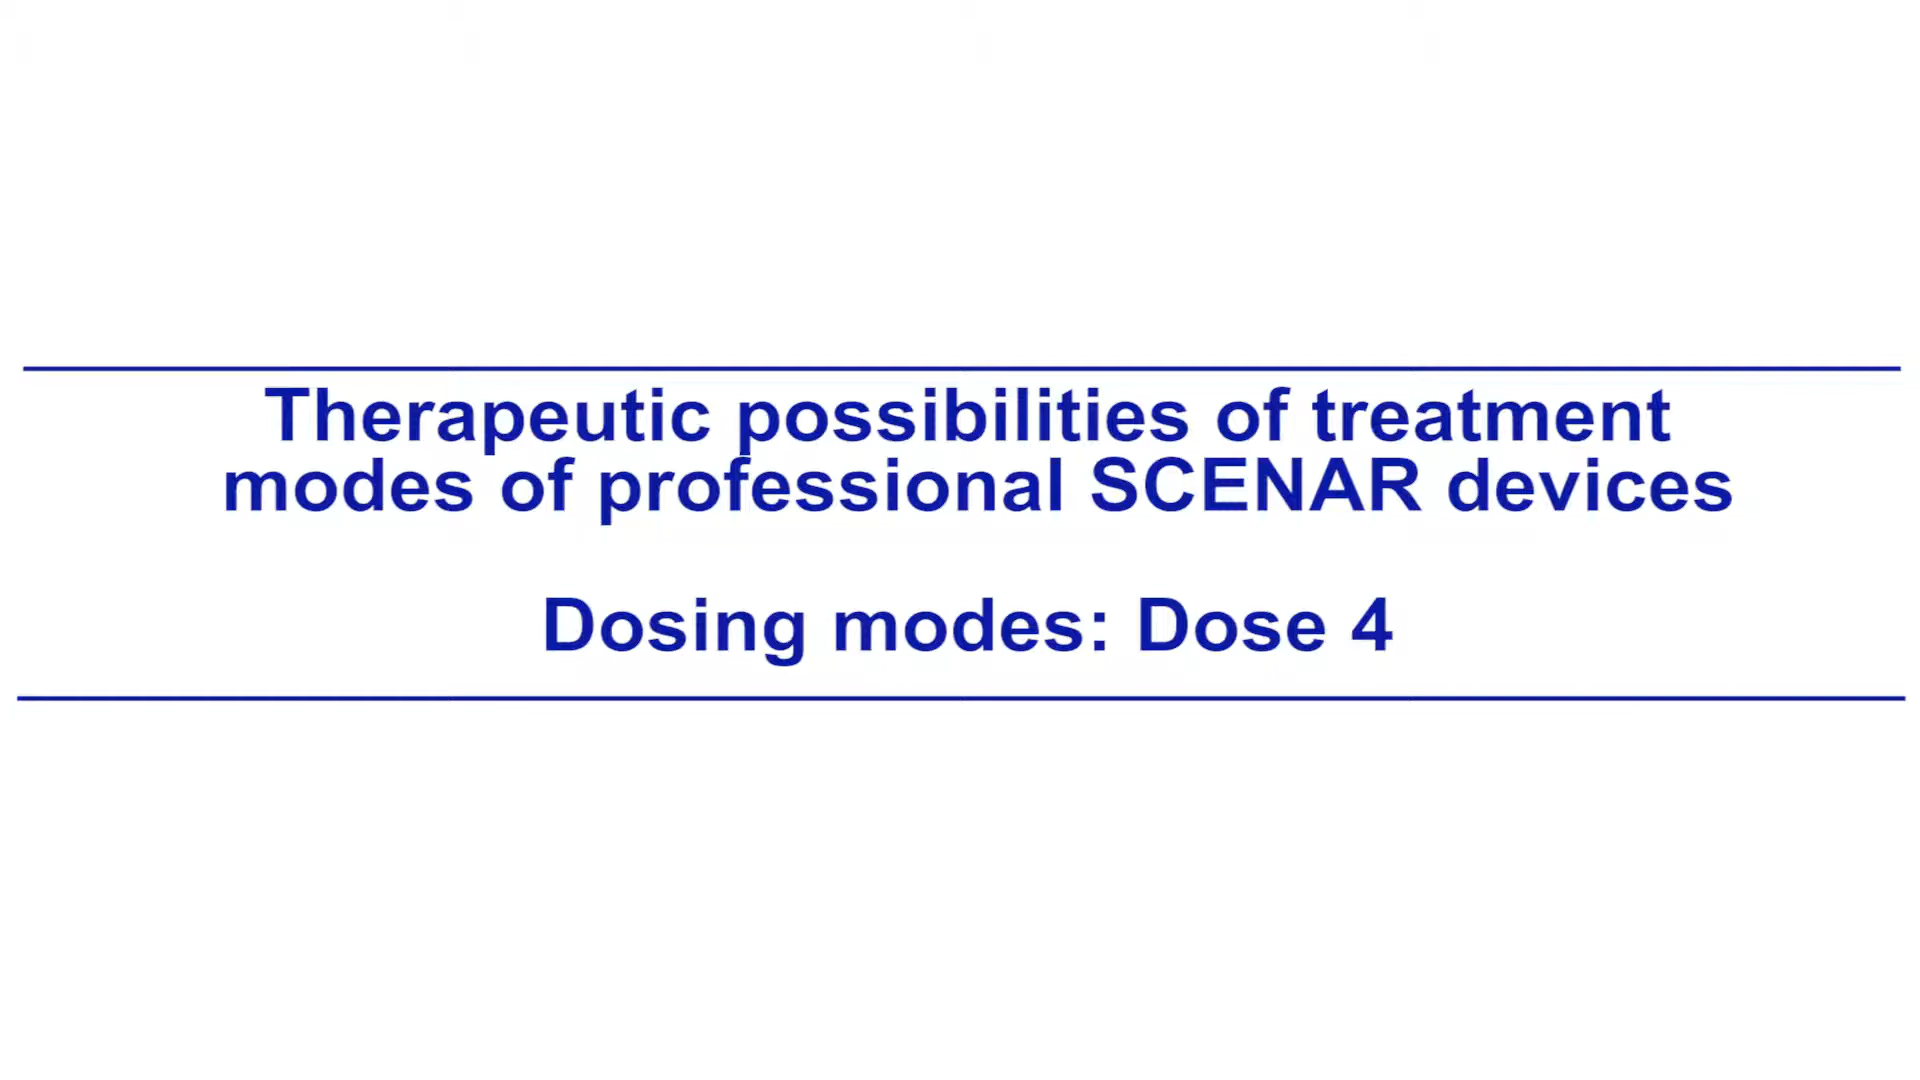 Therapeutic possibilities of treatment
modes of professional SCENAR devices
Dosing modes: Dose 4